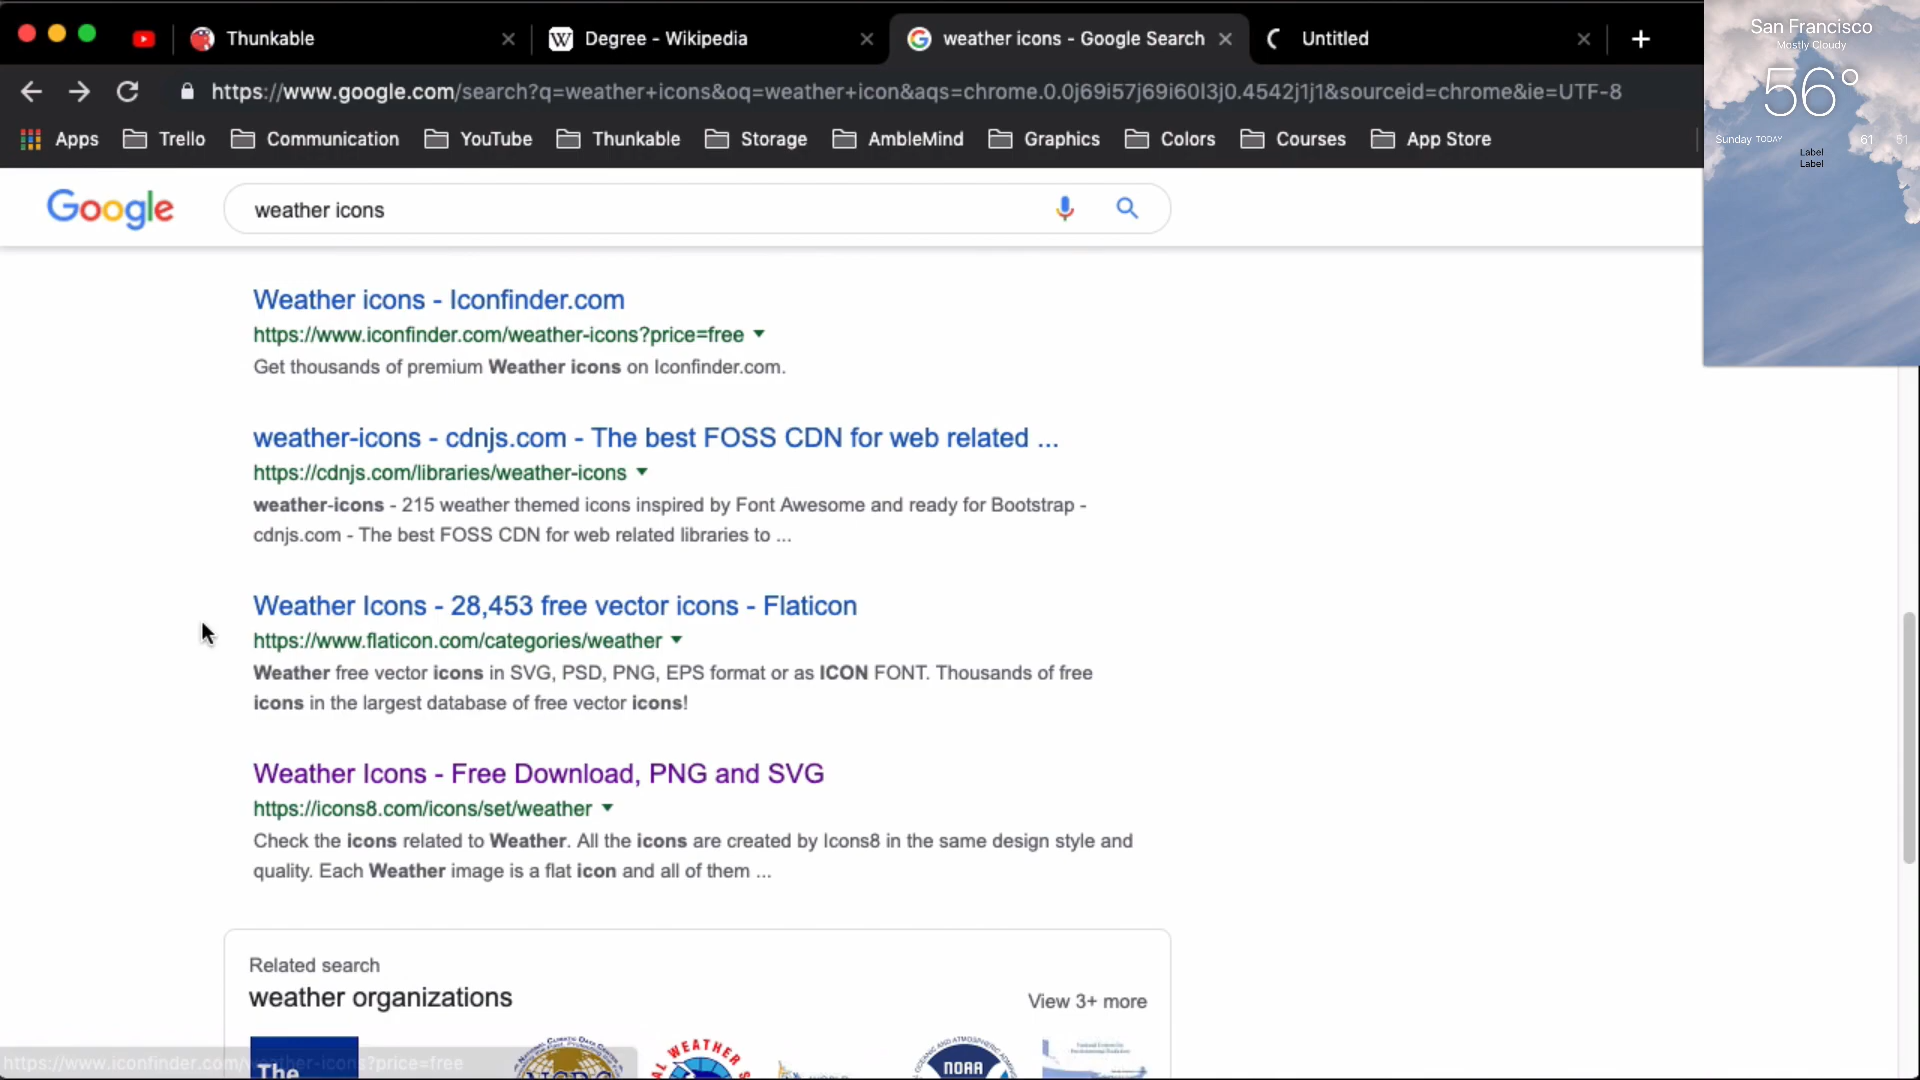 Thunkable
W Degree - Wikipedia
weather icons - Google Search
Untitled
https://www.google.com/search?q=weather+icons&oq=weather+icon&aqs=chrome.0.0j69i57j69i60l3j0.4542j1j1&sourceid=chrome&ie=UTF-8
Apps Trello Communication YouTube Thunkable Storage AmbleMind Graphics Colors Courses App Store
San Francisco
Mostly Cloudy
56°
Sunday TODAY 61 51
Label
Label
Google
weather icons
Weather icons - Iconfinder.com
https://www.iconfinder.com/weather-icons?price=free
Get thousands of premium Weather icons on Iconfinder.com.
weather-icons - cdnjs.com - The best FOSS CDN for web related ...
https://cdnjs.com/libraries/weather-icons
weather-icons - 215 weather themed icons inspired by Font Awesome and ready for Bootstrap -
cdnjs.com - The best FOSS CDN for web related libraries to ...
Weather Icons - 28,453 free vector icons - Flaticon
https://www.flaticon.com/categories/weather
Weather free vector icons in SVG, PSD, PNG, EPS format or as ICON FONT. Thousands of free
icons in the largest database of free vector icons!
Weather Icons - Free Download, PNG and SVG
https://icons8.com/icons/set/weather
Check the icons related to Weather. All the icons are created by Icons8 in the same design style and
quality. Each Weather image is a flat icon and all of them ...
Related search
weather organizations
View 3+ more
The
WEATHER
NOAA
https://www.iconfinder.com/weather-icons?price=free